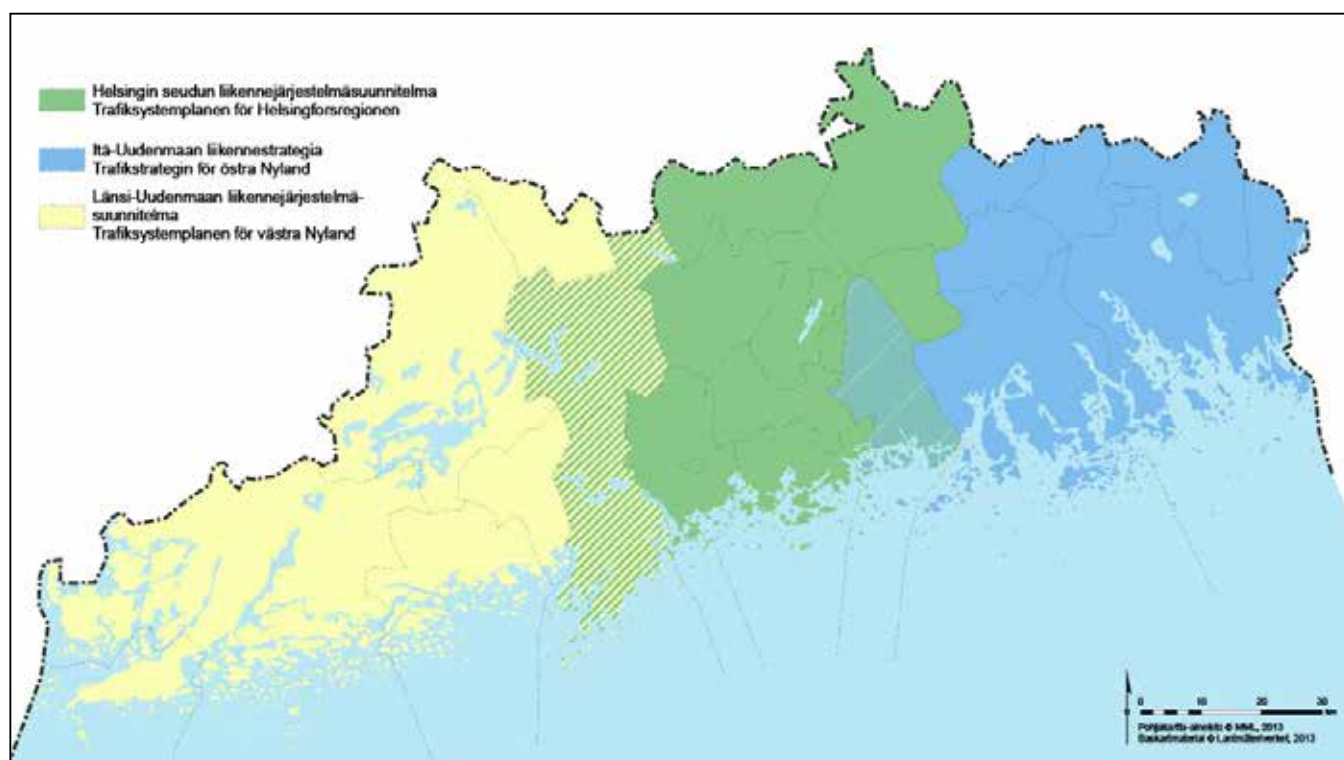 Helsingin seudun liikennejärjestelmäsuunnitelma
Trafiksystemplanen för Helsingforsregionen
Itä-Uudenmaan liikennestrategia
Trafikstrategin för östra Nyland
Länsi-Uudenmaan liikennejärjestelmä-
suunnitelma
Trafiksystemplanen för västra Nyland
0 10 20 30 km
Pohjakartta-aineisto © MML, 2013
Baskartmaterial © Lantmäteriverket, 2013